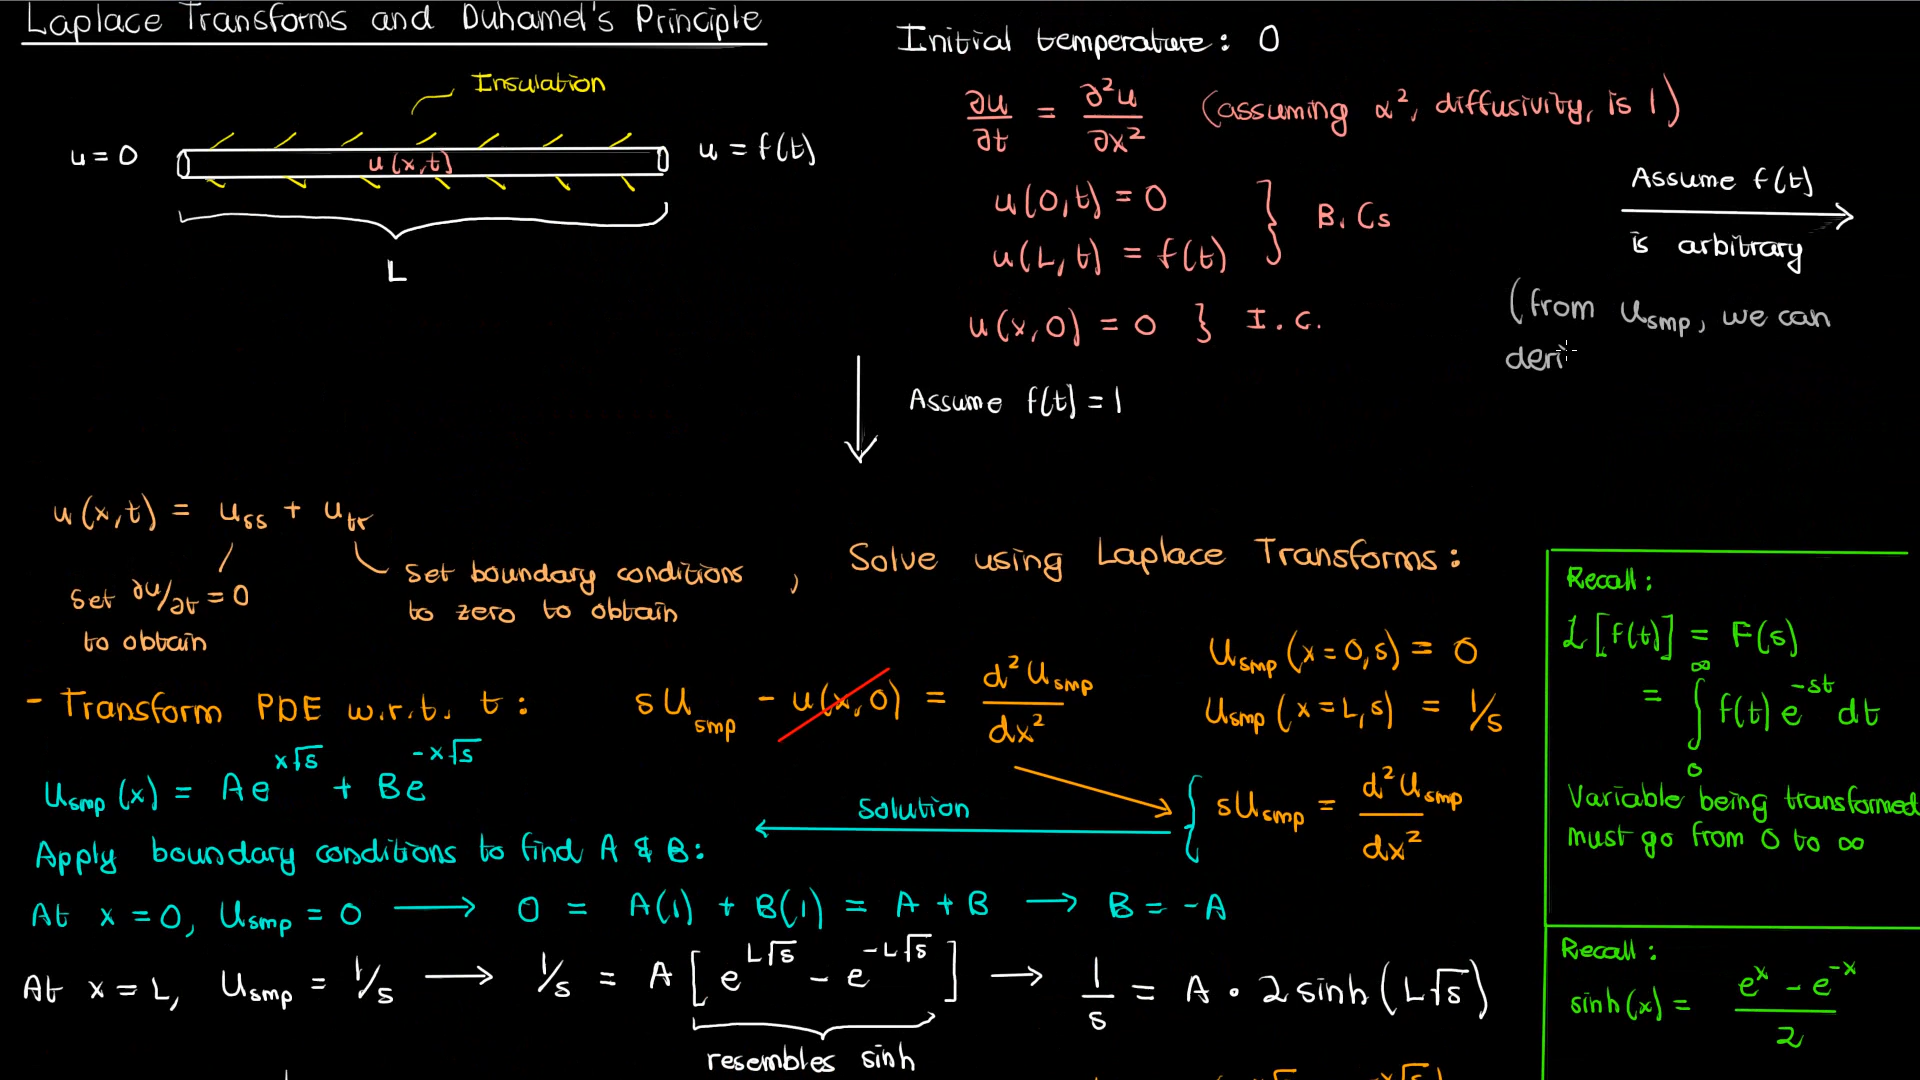 Laplace Transforms and Duhamel's Principle
Insulation
u = 0
u(x,t)
u = f(t)
L
Initial temperature: 0
∂u/∂t = ∂²u/∂x² (assuming α², diffusivity, is 1)
u(0,t) = 0
u(L,t) = f(t)
} B.Cs
u(x,0) = 0 } I.C.
Assume f(t)
is arbitrary
(from u_smp, we can
deri
Assume f(t) = 1
u(x,t) = u_ss + u_tr
Set ∂u/∂t = 0
to obtain
Set boundary conditions
to zero to obtain
,
Solve using Laplace Transforms:
- Transform PDE w.r.t. t: sU_smp - u(x,0) = d²U_smp/dx²
U_smp(x=0,s) = 0
U_smp(x=L,s) = 1/s
{ sU_smp = d²U_smp/dx²
Solution
U_smp(x) = Ae^(x√s) + Be^(-x√s)
Apply boundary conditions to find A & B:
At x = 0, U_smp = 0 ⟶ 0 = A(1) + B(1) = A + B ⟶ B = -A
At x = L, U_smp = 1/s ⟶ 1/s = A[e^(L√s) - e^(-L√s)] ⟶ 1/s = A • 2sinh(L√s)
resembles sinh
Recall:
L[f(t)] = F(s)
= ∫₀^∞ f(t)e^(-st) dt
Variable being transformed
must go from 0 to ∞
Recall:
sinh(x) = (e^x - e^(-x))/2